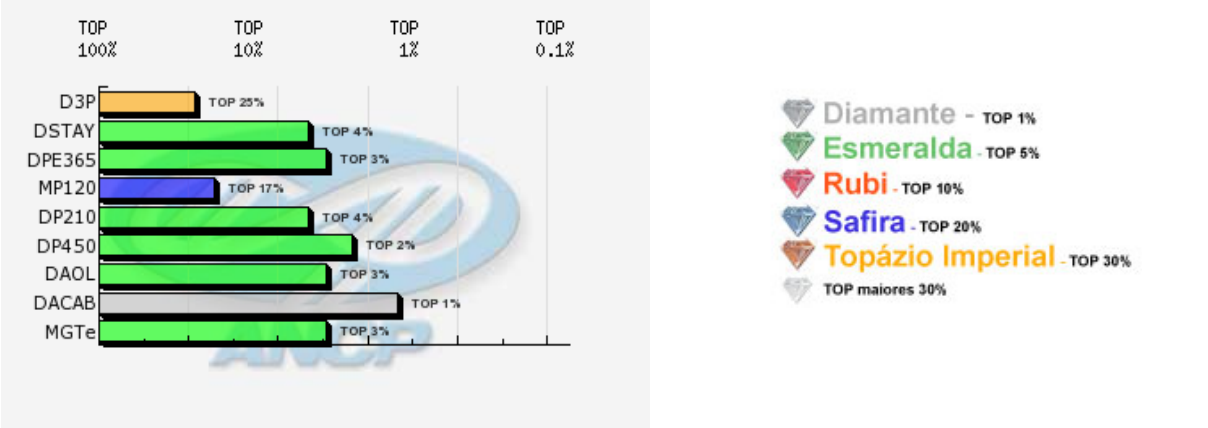 TOP TOP TOP TOP
100% 10% 1% 0.1%
D3P TOP 25%
DSTAY TOP 4%
DPE365 TOP 3%
MP120 TOP 17%
DP210 TOP 4%
DP450 TOP 2%
DAOL TOP 3%
DACAB TOP 1%
MGTe TOP 3%
ANCP
Diamante - TOP 1%
Esmeralda - TOP 5%
Rubi - TOP 10%
Safira - TOP 20%
Topázio Imperial - TOP 30%
TOP maiores 30%